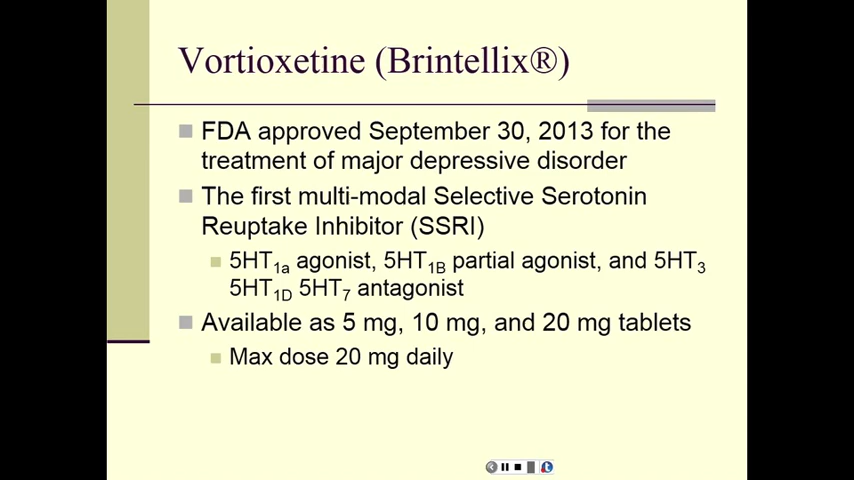 Vortioxetine (Brintellix®)
FDA approved September 30, 2013 for the
treatment of major depressive disorder
The first multi-modal Selective Serotonin
Reuptake Inhibitor (SSRI)
5HT1a agonist, 5HT1B partial agonist, and 5HT3
5HT1D 5HT7 antagonist
Available as 5 mg, 10 mg, and 20 mg tablets
Max dose 20 mg daily